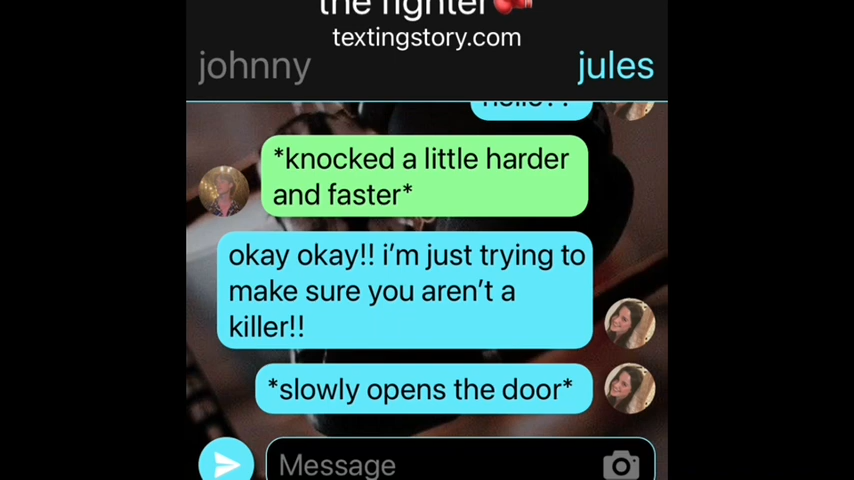 the fighter🥊
textingstory.com
johnny
jules
hello??
*knocked a little harder
and faster*
okay okay!! i'm just trying to
make sure you aren't a
killer!!
*slowly opens the door*
Message